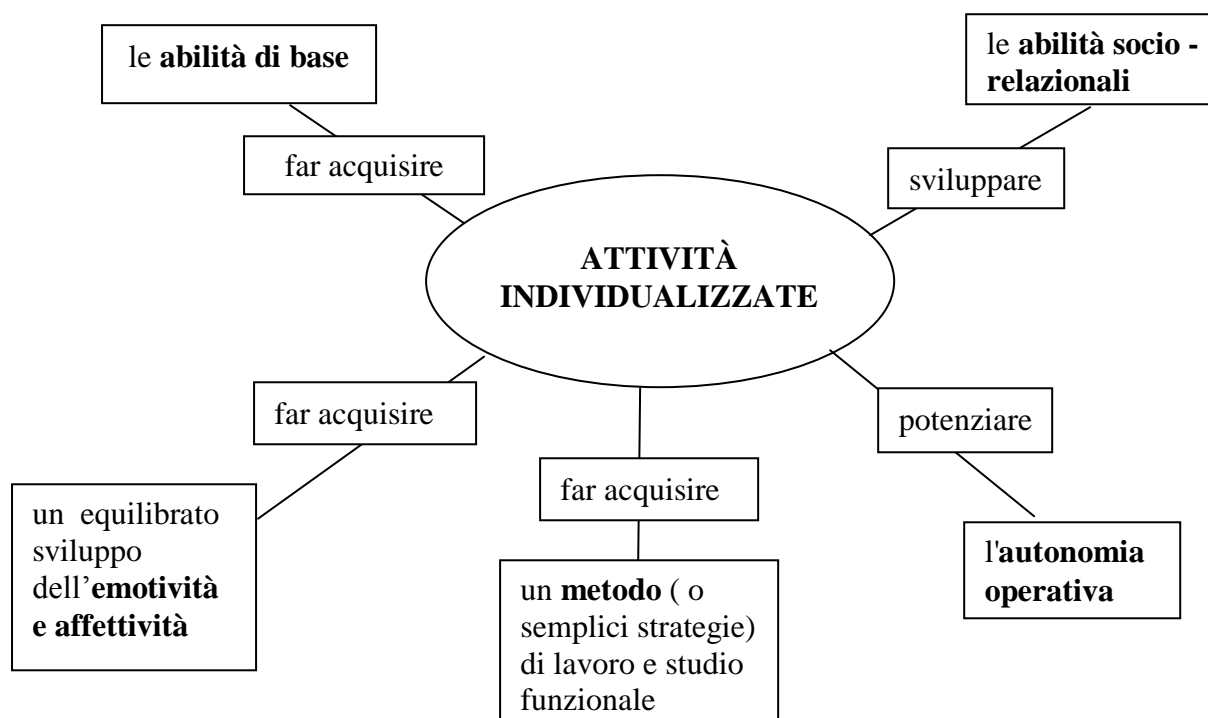 le abilità di base
le abilità socio -
relazionali
far acquisire
sviluppare
ATTIVITÀ
INDIVIDUALIZZATE
far acquisire
potenziare
far acquisire
un  equilibrato
sviluppo
dell’emotività
e affettività
l'autonomia
operativa
un metodo ( o
semplici strategie)
di lavoro e studio
funzionale